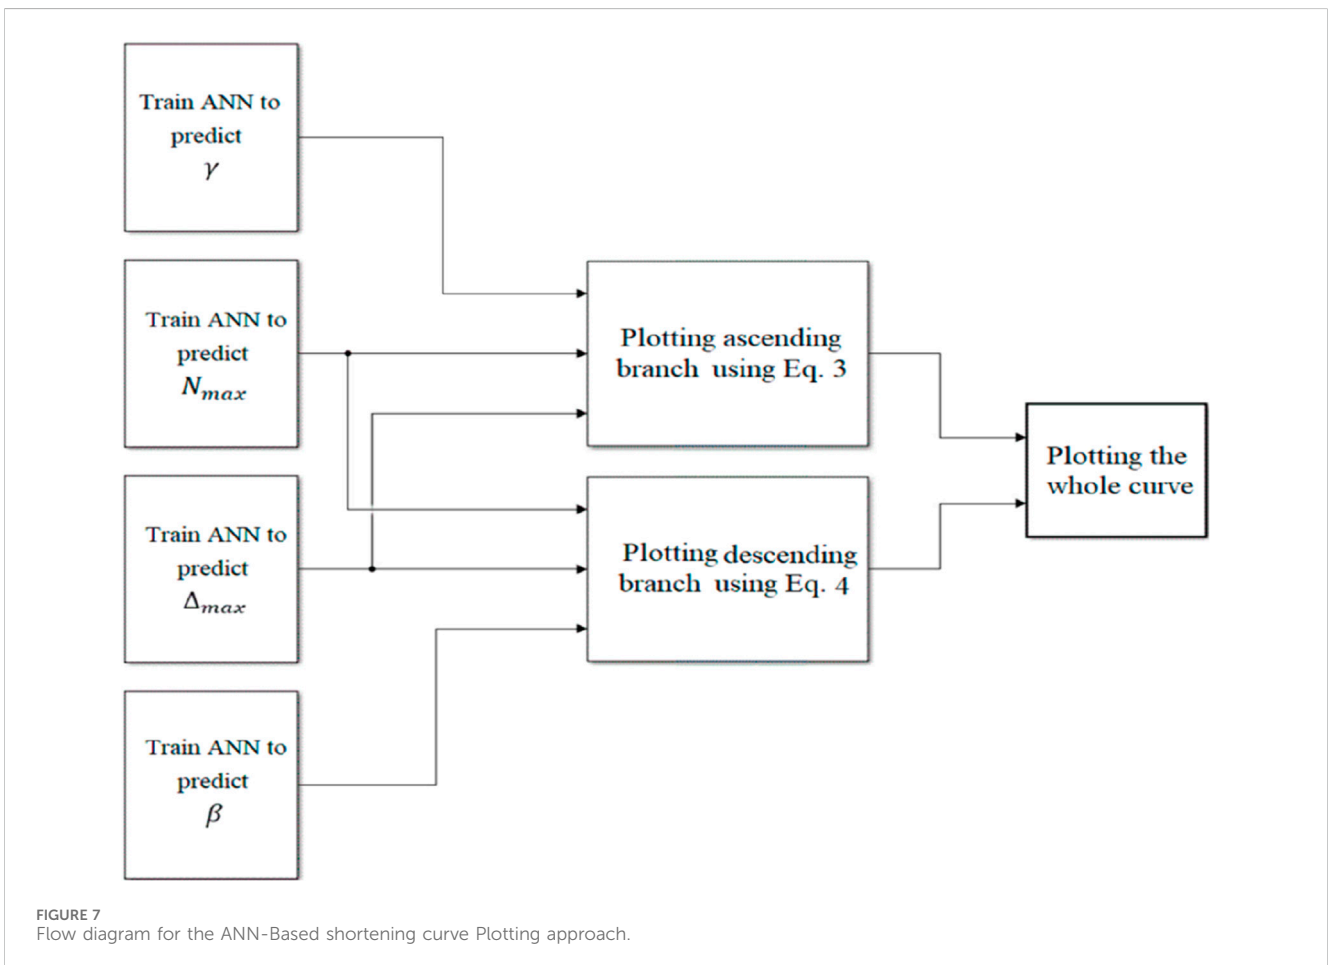 Train ANN to
predict
γ
Train ANN to
predict
N_max
Train ANN to
predict
Δ_max
Train ANN to
predict
β
Plotting ascending
branch using Eq. 3
Plotting descending
branch using Eq. 4
Plotting the
whole curve
FIGURE 7
Flow diagram for the ANN-Based shortening curve Plotting approach.